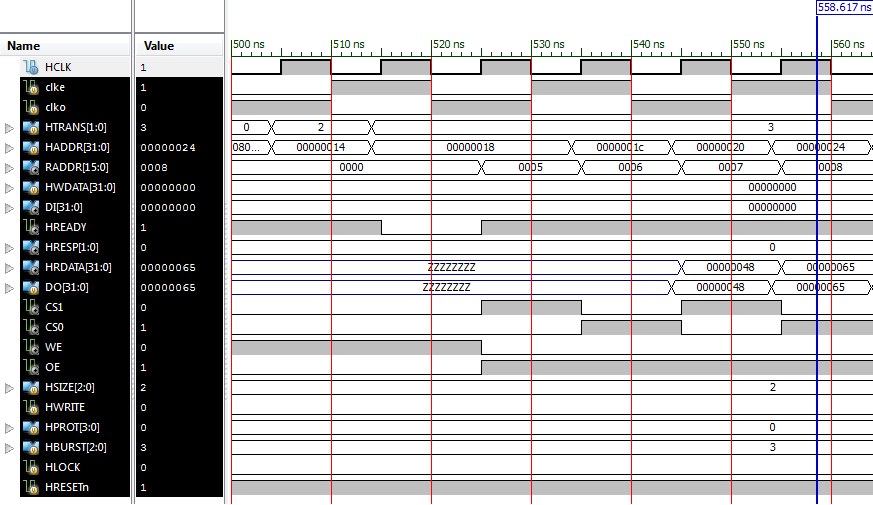 558.617 ns
Name Value 500 ns 510 ns 520 ns 530 ns 540 ns 550 ns 560 ns
HCLK 1
clke 1
clko 0
HTRANS[1:0] 3 0 2 3
HADDR[31:0] 00000024 080... 00000014 00000018 0000001c 00000020 00000024
RADDR[15:0] 0008 0000 0005 0006 0007 0008
HWDATA[31:0] 00000000 00000000
DI[31:0] 00000000 00000000
HREADY 1
HRESP[1:0] 0 0
HRDATA[31:0] 00000065 ZZZZZZZZ 00000048 00000065
DO[31:0] 00000065 ZZZZZZZZ 00000048 00000065
CS1 0
CS0 1
WE 0
OE 1
HSIZE[2:0] 2 2
HWRITE 0
HPROT[3:0] 0 0
HBURST[2:0] 3 3
HLOCK 0
HRESETn 1